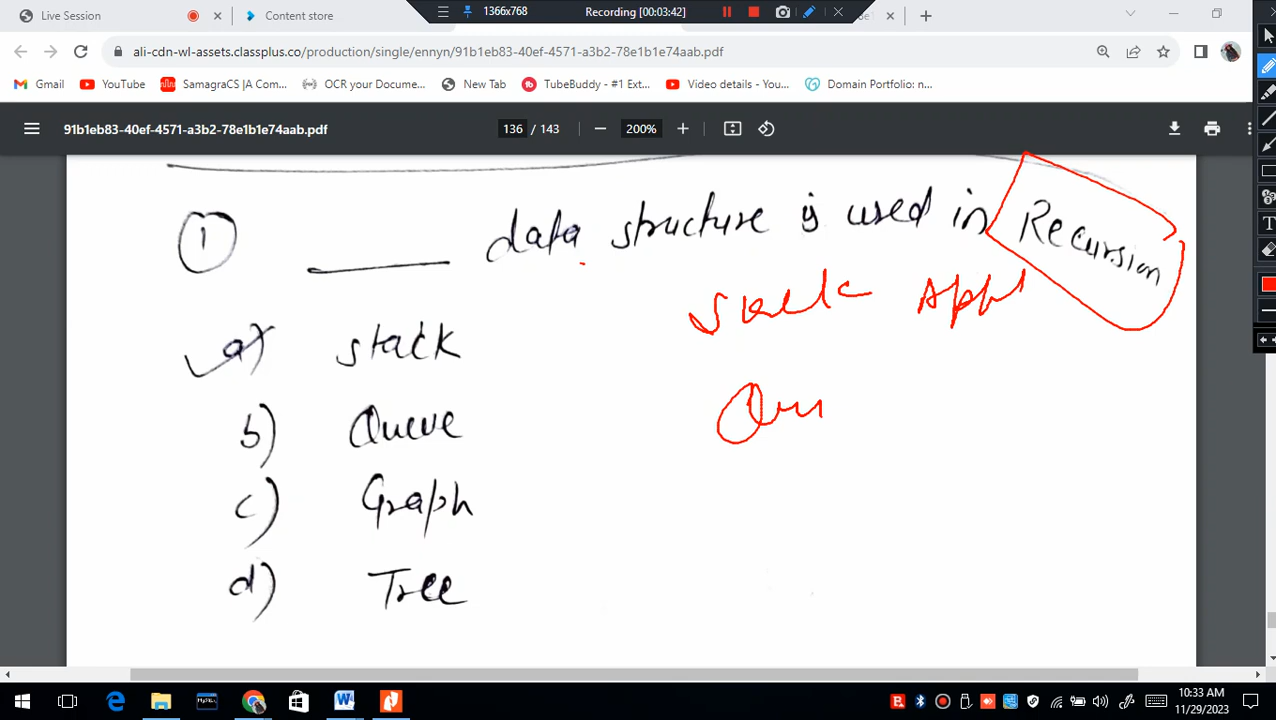 Live Session
Content store
1366x768
Recording [00:03:42]
ali-cdn-wl-assets.classplus.co/production/single/ennyn/91b1eb83-40ef-4571-a3b2-78e1b1e74aab.pdf
Gmail
YouTube
SamagraCS |A Com...
OCR your Docume...
New Tab
TubeBuddy - #1 Ext...
Video details - You...
Domain Portfolio: n...
91b1eb83-40ef-4571-a3b2-78e1b1e74aab.pdf
136 / 143
200%
1 ____ data structure is used in Recursion
Stack Appl
a) stack
Que
b) Queue
c) Graph
d) Tree
10:33 AM
11/29/2023